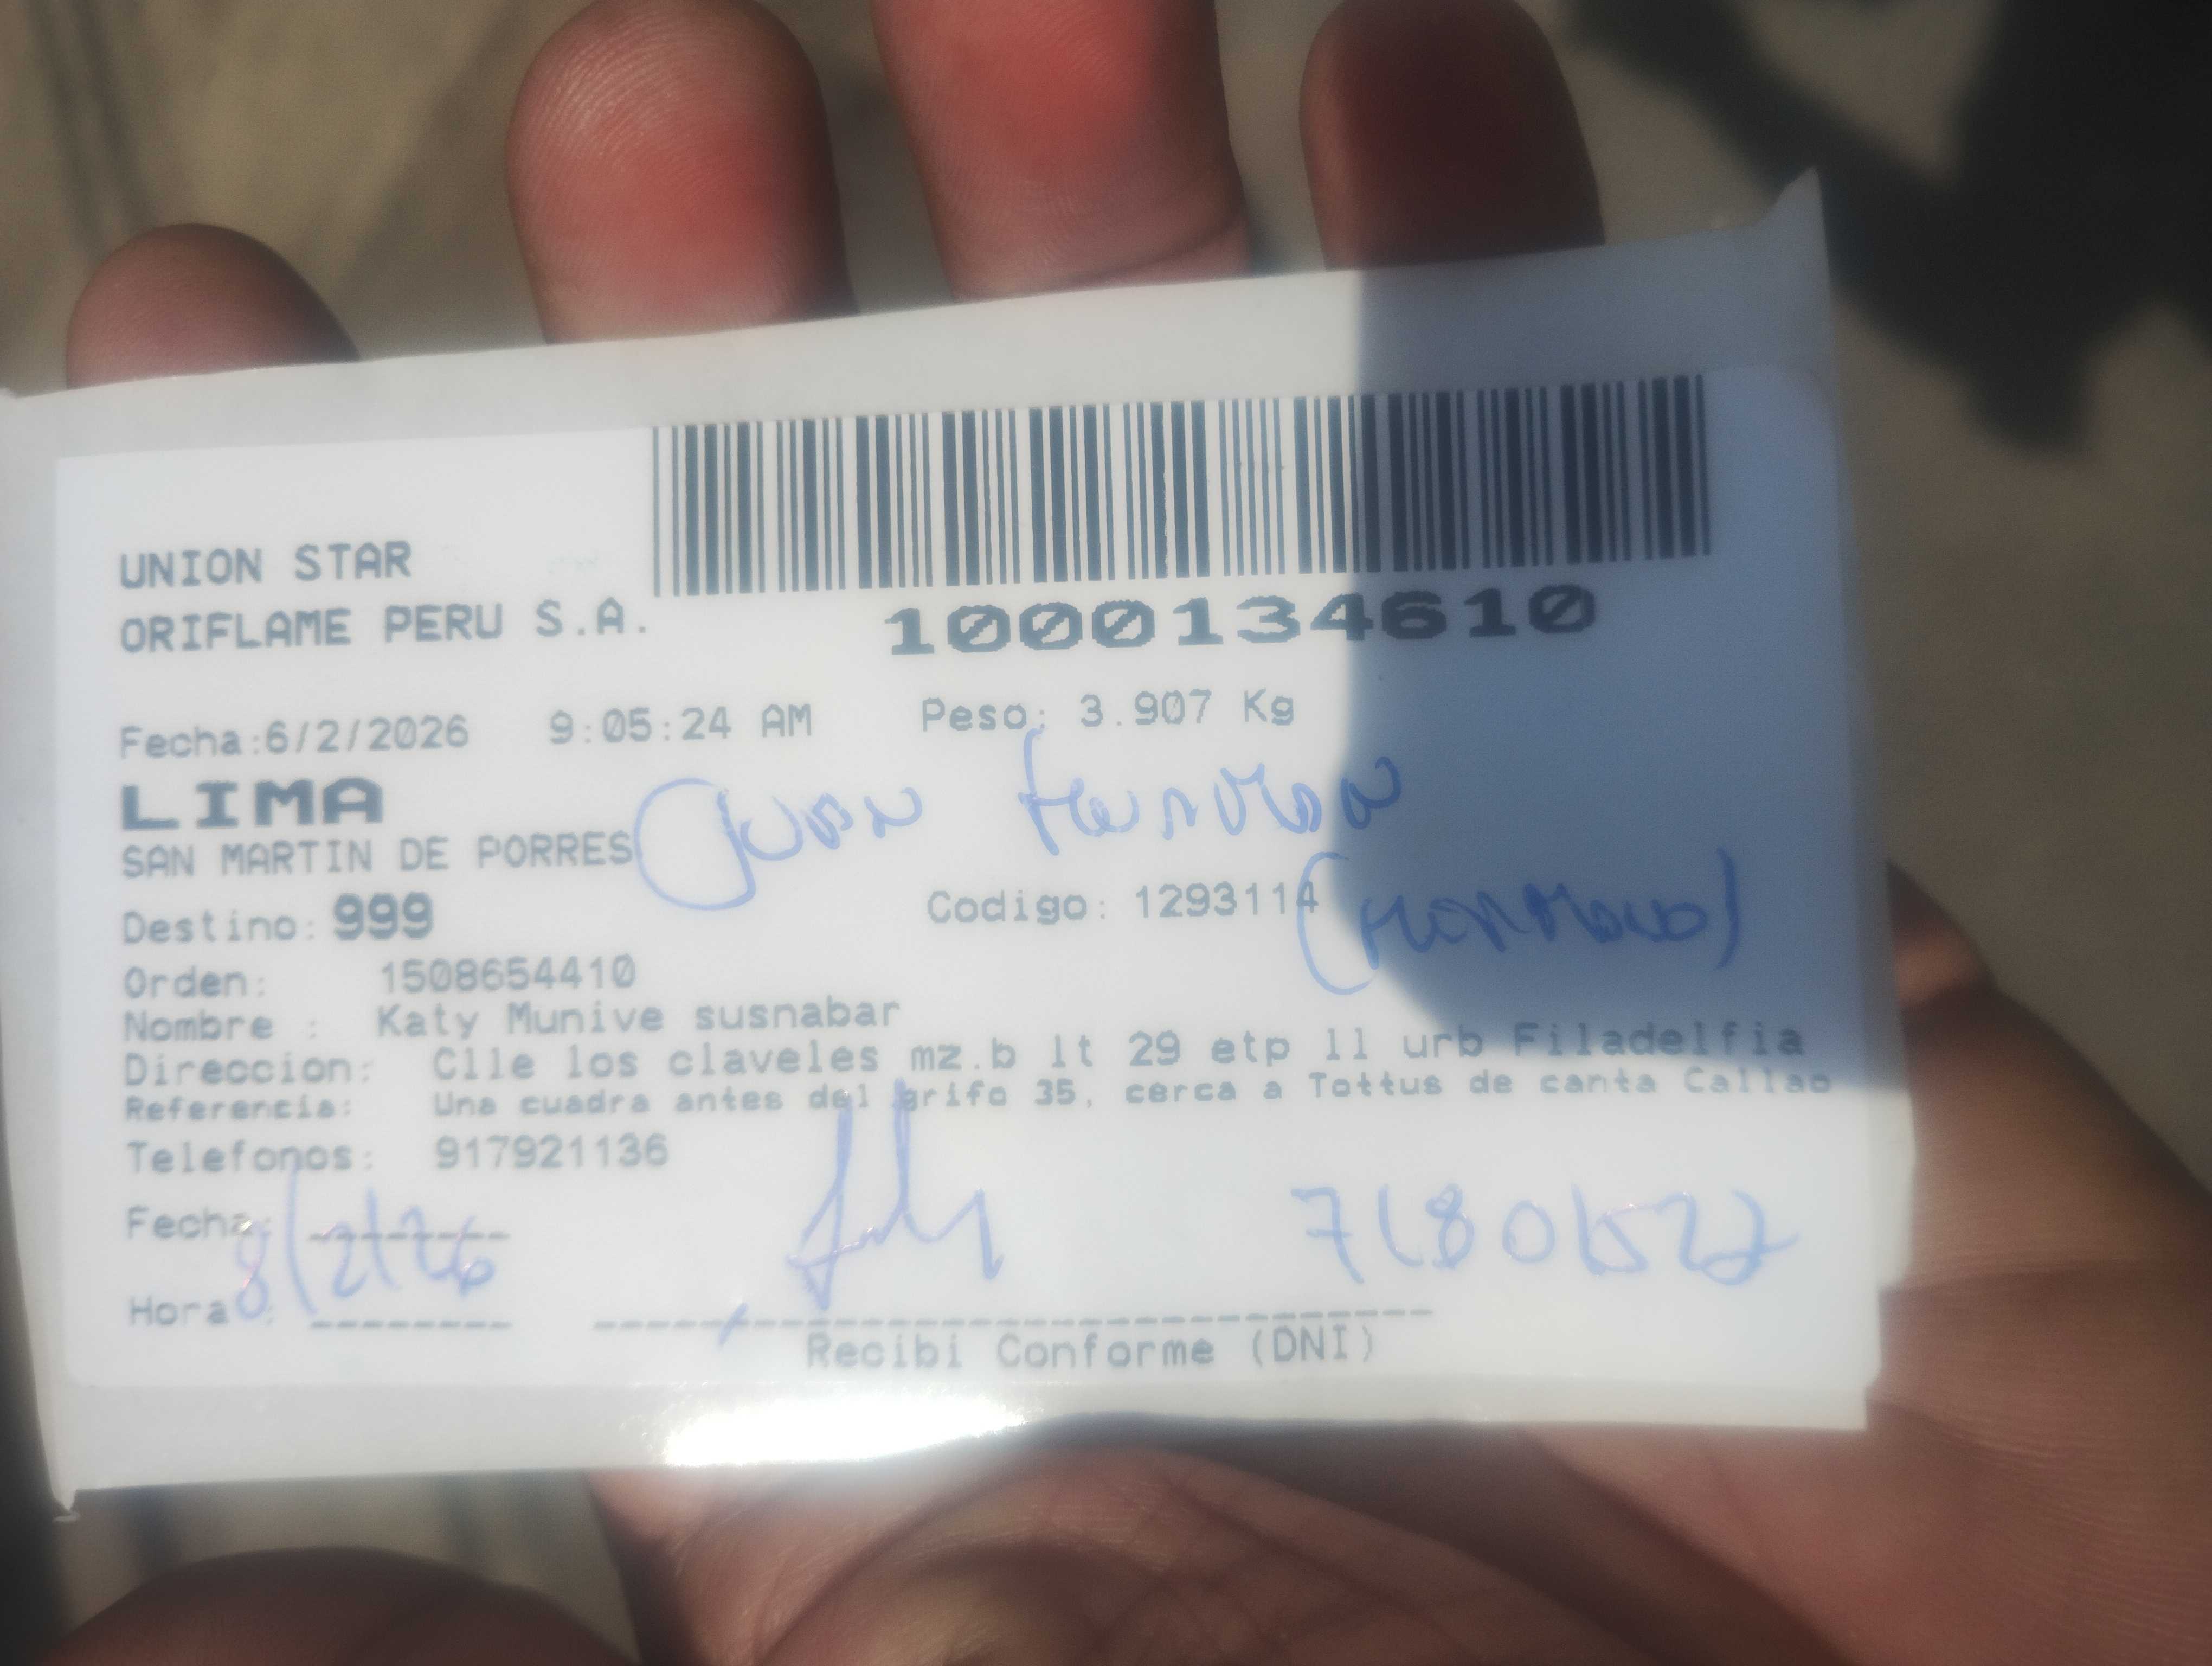 UNION STAR
ORIFLAME PERU S.A.
1000134610
Fecha:6/2/2026 9:05:24 AM Peso: 3.907 Kg
LIMA
Juan
SAN MARTIN DE PORRES
Destino: 999 Codigo: 1293114
Orden: 1508654410
Nombre : Katy Munive susnabar
Direccion: Clle los claveles mz.b lt 29 etp ll urb Filadelfia
Referencia: Una cuadra antes del grifo 35, cerca a Tottus de canta Callao
Telefonos: 917921136
Fecha: 8/2/26 71801522
Hora :
Recibi Conforme (DNI)